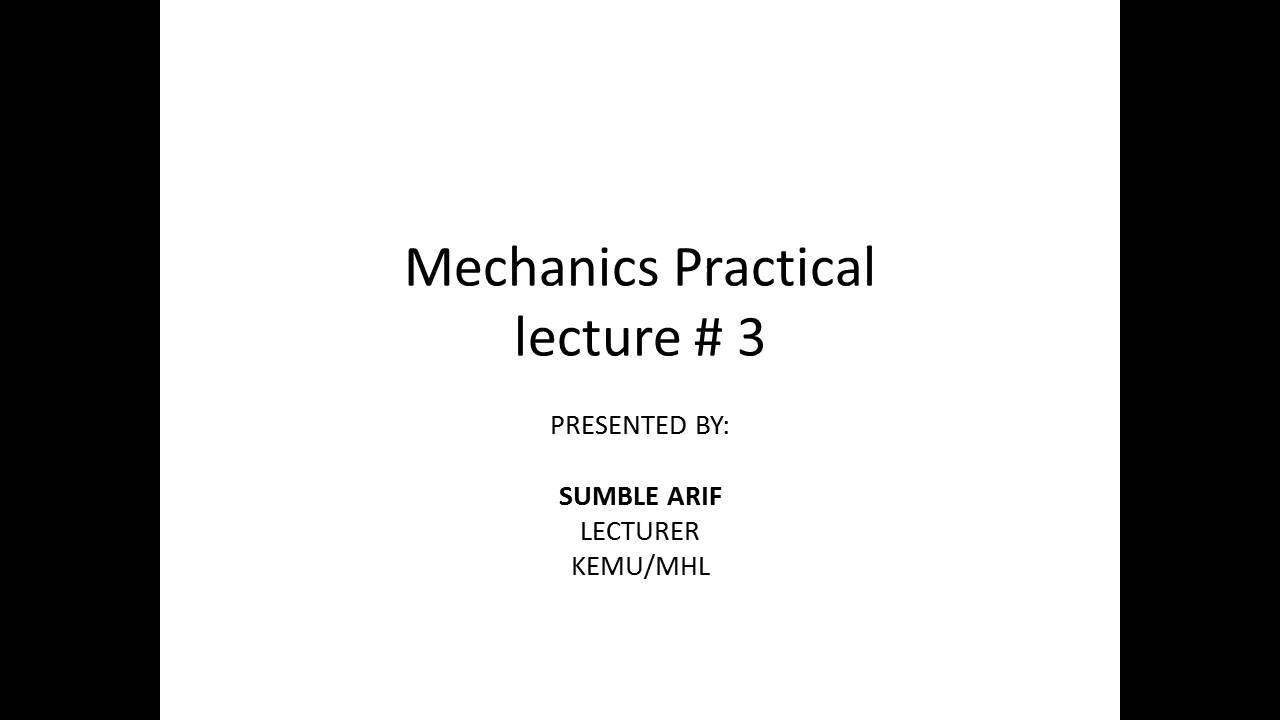 Mechanics Practical
lecture # 3
PRESENTED BY:
SUMBLE ARIF
LECTURER
KEMU/MHL